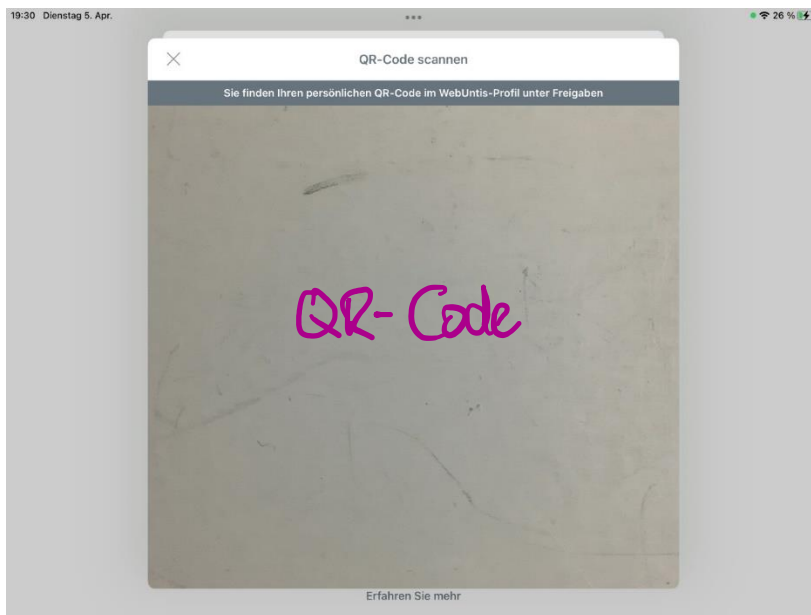 19:30 Dienstag 5. Apr.
26 %
QR-Code scannen
Sie finden Ihren persönlichen QR-Code im WebUntis-Profil unter Freigaben
QR-Code
Erfahren Sie mehr